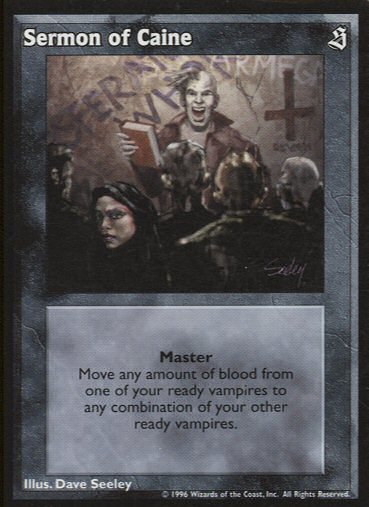 Sermon of Caine
Seeley
Master
Move any amount of blood from
one of your ready vampires to
any combination of your other
ready vampires.
Illus. Dave Seeley
© 1996 Wizards of the Coast, Inc. All Rights Reserved.